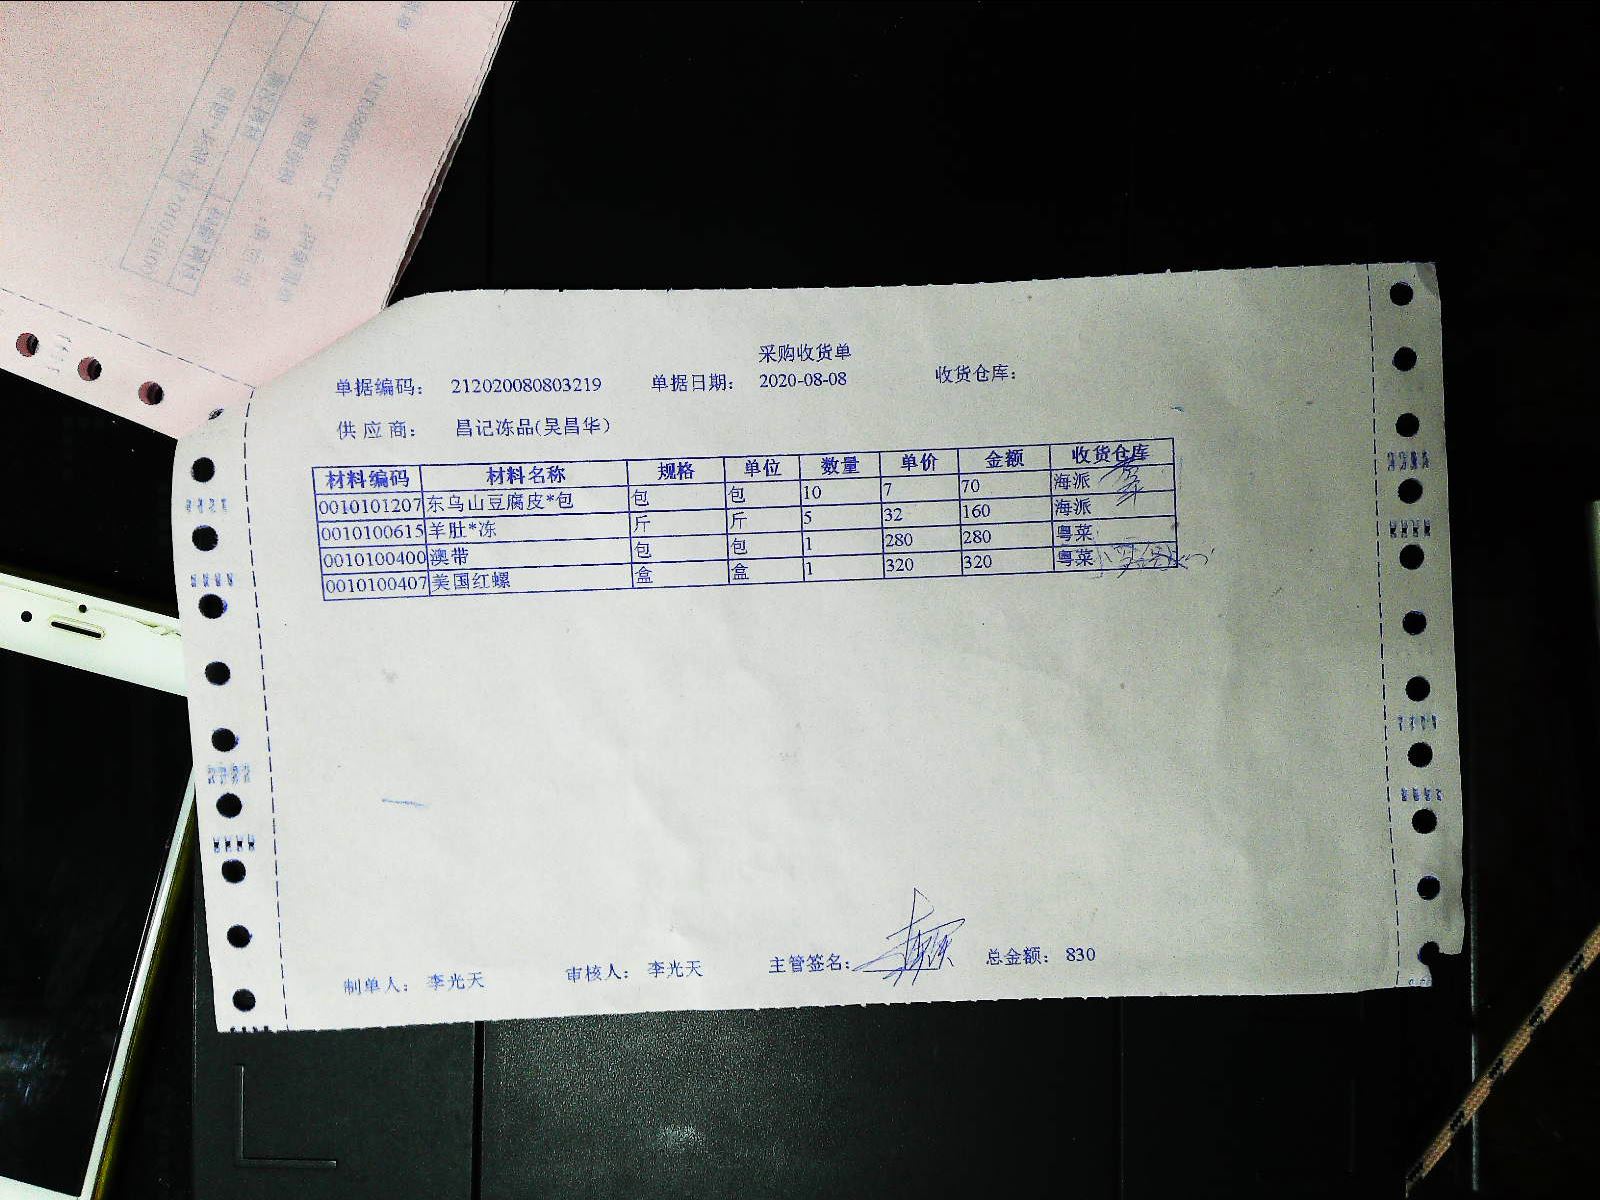 采购收货单
单据编码： 212020080803219 单据日期： 2020-08-08 收货仓库：
供应商： 昌记冻品(吴昌华)
材料编码 材料名称 规格 单位 数量 单价 金额 收货仓库
0010101207 东乌山豆腐皮*包 包 包 10 7 70 海派
0010100615 羊肚*冻 斤 斤 5 32 160 海派
0010100400 澳带 包 包 1 280 280 粤菜
0010100407 美国红螺 盒 盒 1 320 320 粤菜
制单人： 李光天 审核人： 李光天 主管签名： 总金额： 830